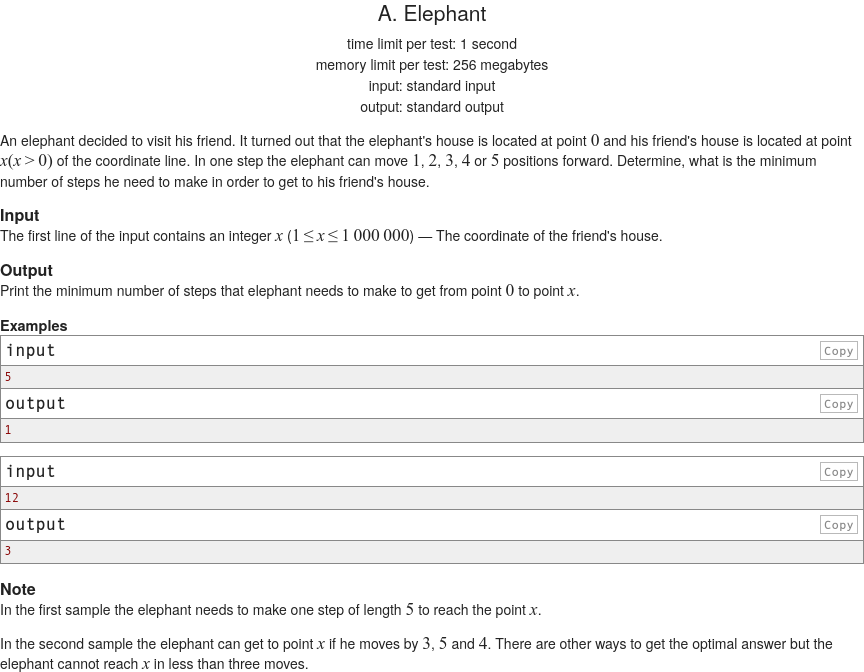 A. Elephant
time limit per test: 1 second
memory limit per test: 256 megabytes
input: standard input
output: standard output
An elephant decided to visit his friend. It turned out that the elephant's house is located at point 0 and his friend's house is located at point
x(x > 0) of the coordinate line. In one step the elephant can move 1, 2, 3, 4 or 5 positions forward. Determine, what is the minimum
number of steps he need to make in order to get to his friend's house.
Input
The first line of the input contains an integer x (1 ≤ x ≤ 1 000 000) — The coordinate of the friend's house.
Output
Print the minimum number of steps that elephant needs to make to get from point 0 to point x.
Examples
input Copy
5
output Copy
1
input Copy
12
output Copy
3
Note
In the first sample the elephant needs to make one step of length 5 to reach the point x.
In the second sample the elephant can get to point x if he moves by 3, 5 and 4. There are other ways to get the optimal answer but the
elephant cannot reach x in less than three moves.